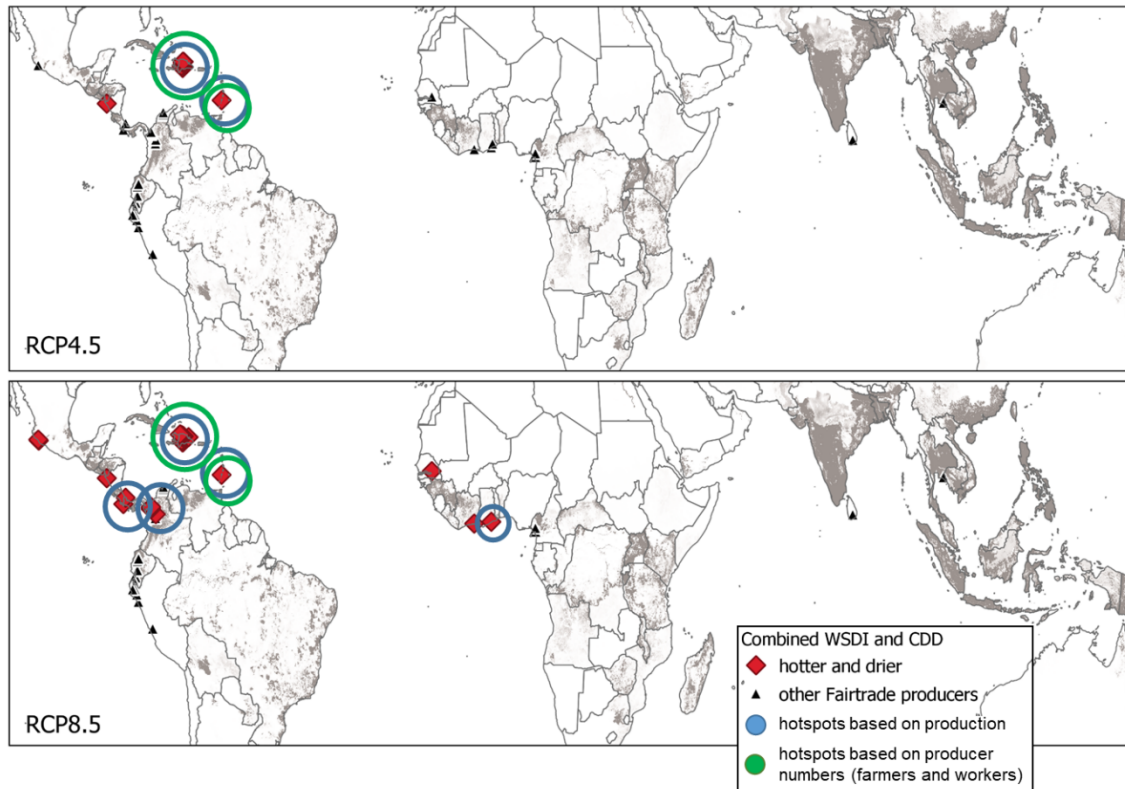 RCP4.5
RCP8.5
Combined WSDI and CDD
hotter and drier
other Fairtrade producers
hotspots based on production
hotspots based on producer
numbers (farmers and workers)